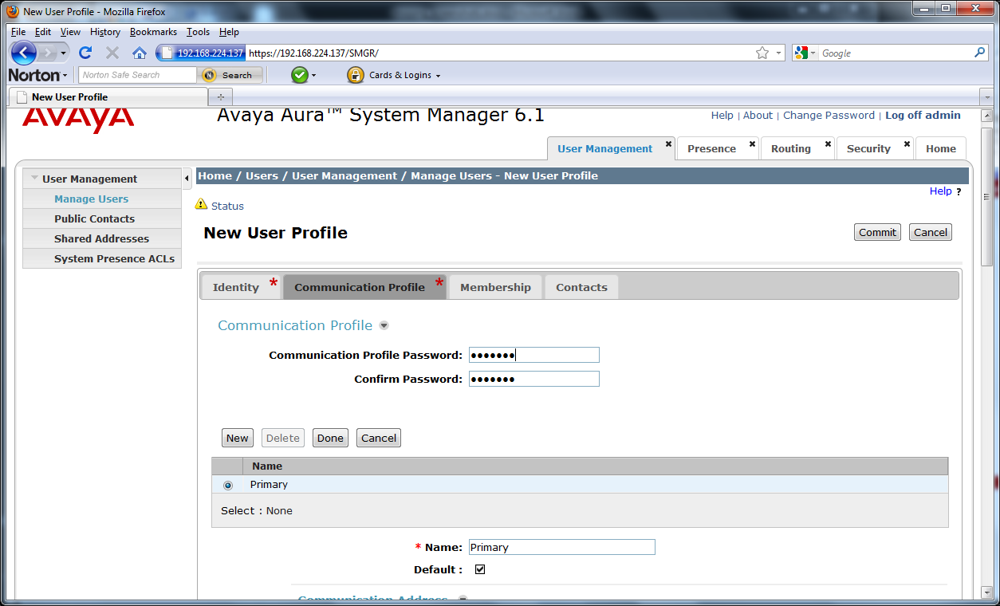 New User Profile - Mozilla Firefox
File Edit View History Bookmarks Tools Help
192.168.224.137 https://192.168.224.137/SMGR/ Google
Norton Norton Safe Search Search Cards & Logins
New User Profile
AVAYA Avaya Aura™ System Manager 6.1 Help | About | Change Password | Log off admin
User Management Presence Routing Security Home
User Management
Manage Users
Public Contacts
Shared Addresses
System Presence ACLs
Home / Users / User Management / Manage Users - New User Profile
Help ?
Status
New User Profile Commit Cancel
Identity * Communication Profile * Membership Contacts
Communication Profile
Communication Profile Password: •••••••
Confirm Password: •••••••
New Delete Done Cancel
Name
Primary
Select : None
* Name: Primary
Default :
Communication Address